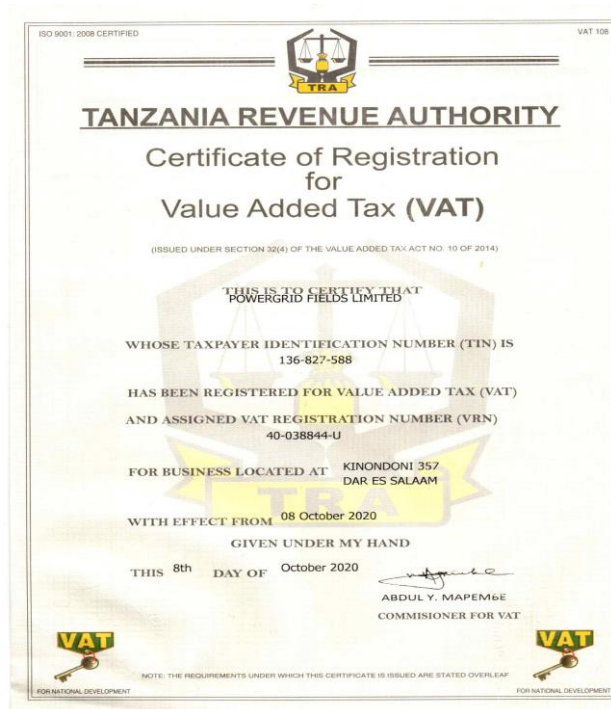 ISO 9001: 2008 CERTIFIED
VAT 108
TRA
TANZANIA REVENUE AUTHORITY
Certificate of Registration
for
Value Added Tax (VAT)
(ISSUED UNDER SECTION 32(4) OF THE VALUE ADDED TAX ACT NO. 10 OF 2014)
THIS IS TO CERTIFY THAT
POWERGRID FIELDS LIMITED
WHOSE TAXPAYER IDENTIFICATION NUMBER (TIN) IS
136-827-588
HAS BEEN REGISTERED FOR VALUE ADDED TAX (VAT)
AND ASSIGNED VAT REGISTRATION NUMBER (VRN)
40-038844-U
FOR BUSINESS LOCATED AT KINONDONI 357
DAR ES SALAAM
TRA
WITH EFFECT FROM 08 October 2020
GIVEN UNDER MY HAND
THIS 8th DAY OF October 2020
ABDUL Y. MAPEMBE
COMMISIONER FOR VAT
VAT
VAT
NOTE: THE REQUIREMENTS UNDER WHICH THIS CERTIFICATE IS ISSUED ARE STATED OVERLEAF
FOR NATIONAL DEVELOPMENT
FOR NATIONAL DEVELOPMENT